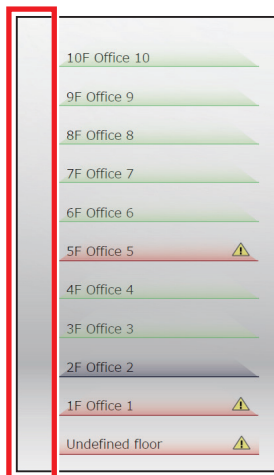 10F Office 10
9F Office 9
8F Office 8
7F Office 7
6F Office 6
5F Office 5
4F Office 4
3F Office 3
2F Office 2
1F Office 1
Undefined floor